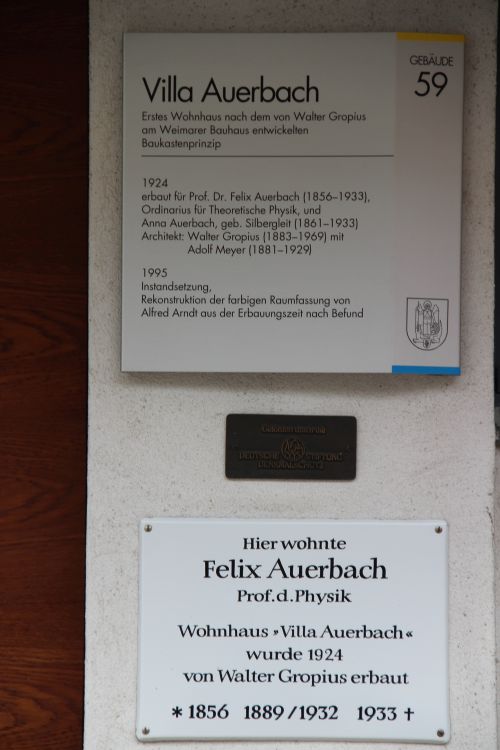 GEBÄUDE
59
Villa Auerbach
Erstes Wohnhaus nach dem von Walter Gropius
am Weimarer Bauhaus entwickelten
Baukastenprinzip
1924
erbaut für Prof. Dr. Felix Auerbach (1856–1933),
Ordinarius für Theoretische Physik, und
Anna Auerbach, geb. Silbergleit (1861–1933)
Architekt: Walter Gropius (1883–1969) mit
Adolf Meyer (1881–1929)
1995
Instandsetzung,
Rekonstruktion der farbigen Raumfassung von
Alfred Arndt aus der Erbauungszeit nach Befund
DEUTSCHE STIFTUNG
DENKMALSCHUTZ
Hier wohnte
Felix Auerbach
Prof.d.Physik
Wohnhaus »Villa Auerbach«
wurde 1924
von Walter Gropius erbaut
* 1856 1889/1932 1933 †